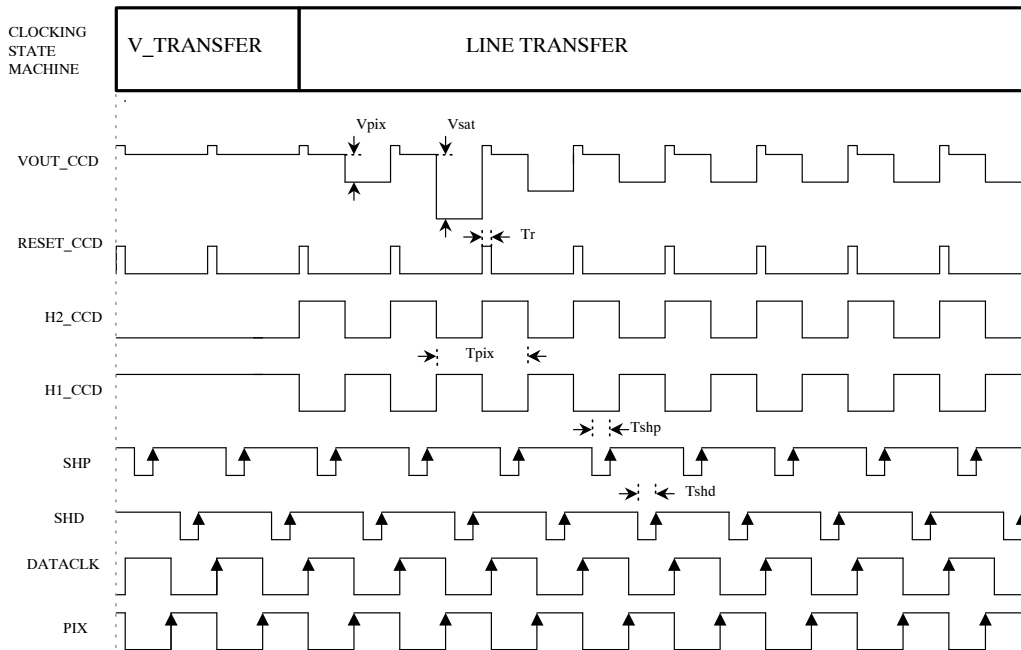 CLOCKING
STATE
MACHINE
V_TRANSFER
LINE TRANSFER
Vpix
Vsat
VOUT_CCD
RESET_CCD
Tr
H2_CCD
Tpix
H1_CCD
Tshp
SHP
Tshd
SHD
DATACLK
PIX